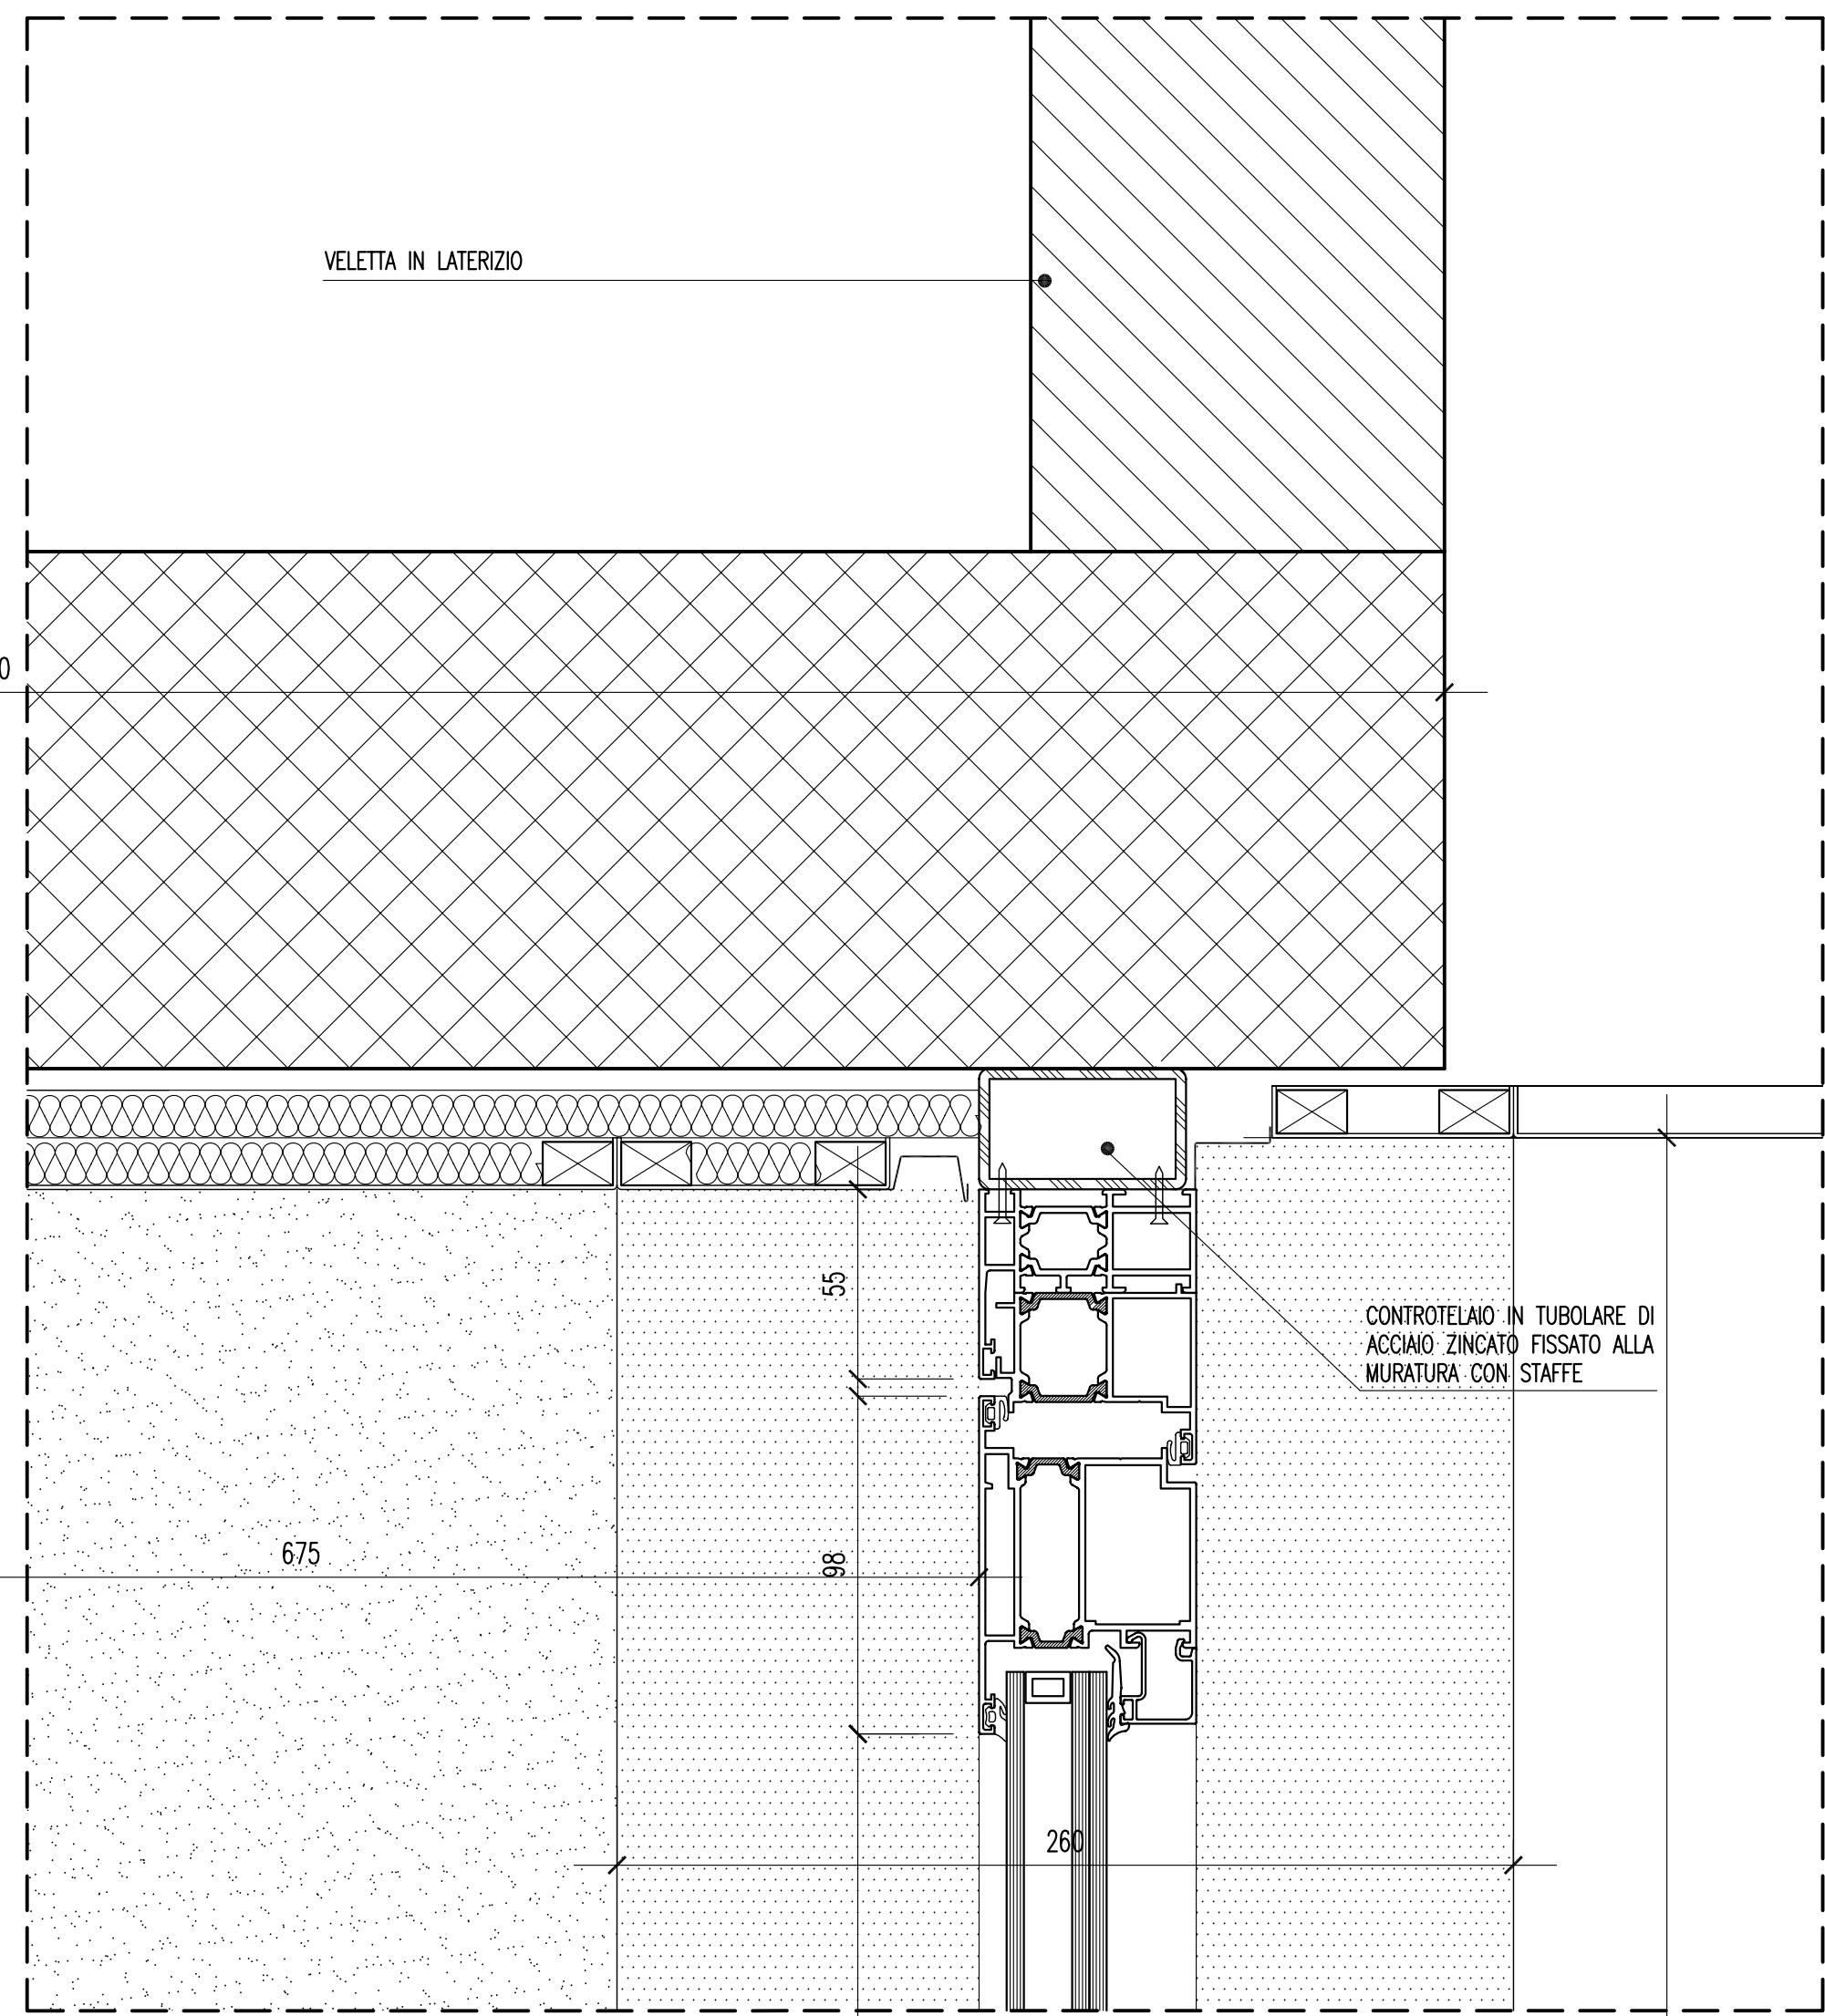 VELETTA IN LATERIZIO
0
55
CONTROTELAIO IN TUBOLARE DI
ACCIAIO ZINCATO FISSATO ALLA
MURATURA CON STAFFE
675
98
260